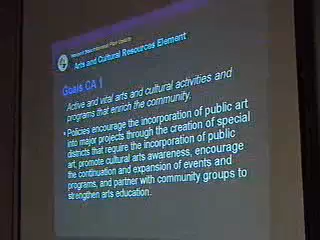 Arts and Cultural Resources Element
Goals CA 1
Active and vital arts and cultural activities and
programs that enrich the community.
• Policies encourage the incorporation of public art
into major projects through the creation of special
districts that require the incorporation of public
art, promote cultural arts awareness, encourage
the continuation and expansion of events and
programs, and partner with community groups to
strengthen arts education.